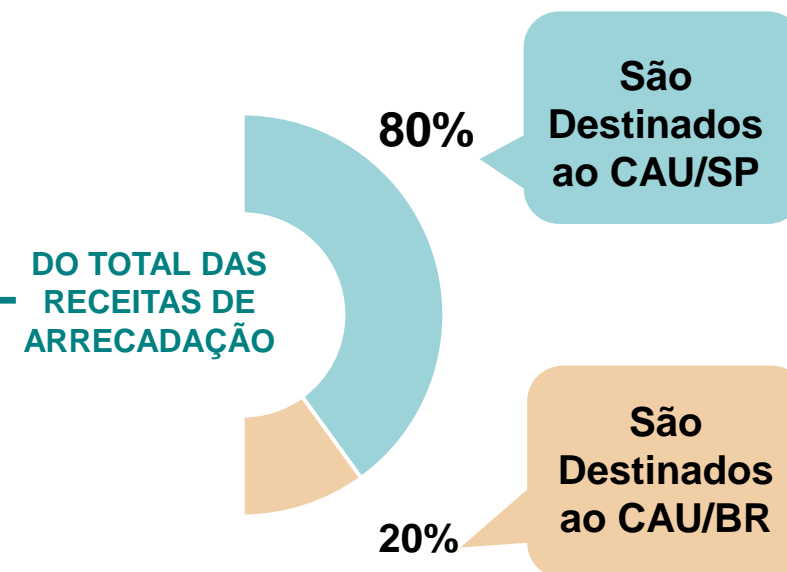 80%
São
Destinados
ao CAU/SP
DO TOTAL DAS
RECEITAS DE
ARRECADAÇÃO
São
Destinados
ao CAU/BR
20%